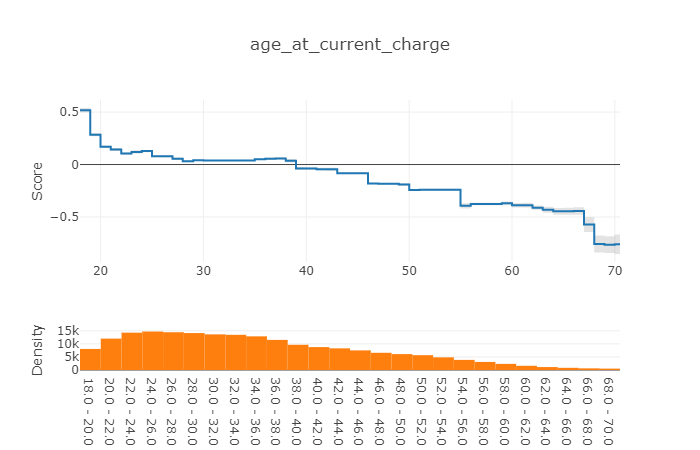 age_at_current_charge
0.5
0
−0.5
Score
20
30
40
50
60
70
15k
10k
5k
0
Density
18.0 - 20.0
20.0 - 22.0
22.0 - 24.0
24.0 - 26.0
26.0 - 28.0
28.0 - 30.0
30.0 - 32.0
32.0 - 34.0
34.0 - 36.0
36.0 - 38.0
38.0 - 40.0
40.0 - 42.0
42.0 - 44.0
44.0 - 46.0
46.0 - 48.0
48.0 - 50.0
50.0 - 52.0
52.0 - 54.0
54.0 - 56.0
56.0 - 58.0
58.0 - 60.0
60.0 - 62.0
62.0 - 64.0
64.0 - 66.0
66.0 - 68.0
68.0 - 70.0